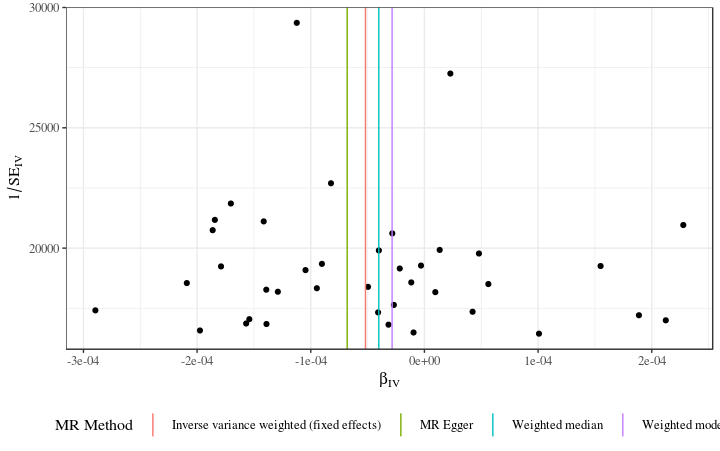 30000
25000
20000
1/SE_IV
-3e-04 -2e-04 -1e-04 0e+00 1e-04 2e-04
β_IV
MR Method Inverse variance weighted (fixed effects) MR Egger Weighted median Weighted mode